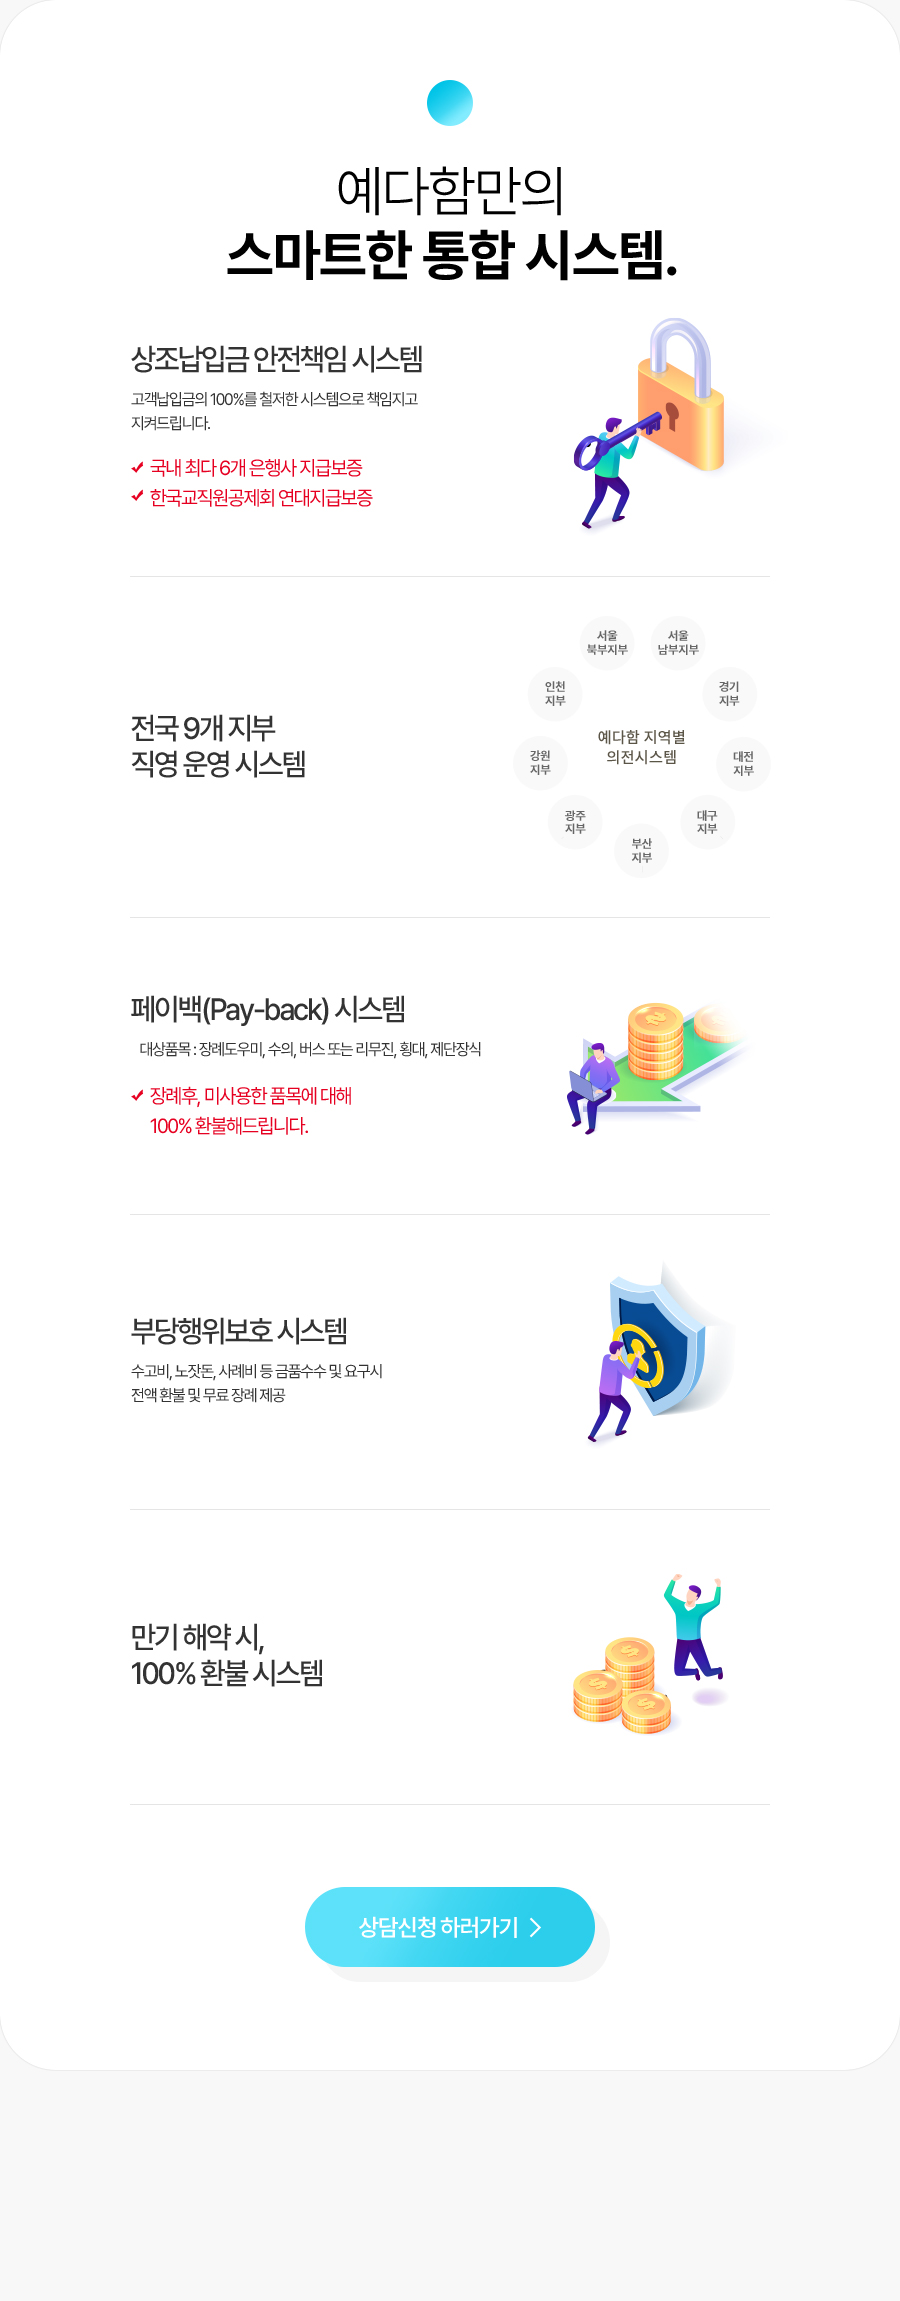 예다함만의
스마트한 통합 시스템.
상조납입금 안전책임 시스템
고객납입금의 100%를 철저한 시스템으로 책임지고
지켜드립니다.
국내 최다 6개 은행사 지급보증
한국교직원공제회 연대지급보증
전국 9개 지부
직영 운영 시스템
서울
북부지부
서울
남부지부
인천
지부
경기
지부
예다함 지역별
의전시스템
강원
지부
대전
지부
광주
지부
대구
지부
부산
지부
페이백(Pay-back) 시스템
대상품목 : 장례도우미, 수의, 버스 또는 리무진, 횡대, 제단장식
장례후, 미사용한 품목에 대해
100% 환불해드립니다.
부당행위보호 시스템
수고비, 노잣돈, 사례비 등 금품수수 및 요구시
전액 환불 및 무료 장례 제공
만기 해약 시,
100% 환불 시스템
상담신청 하러가기